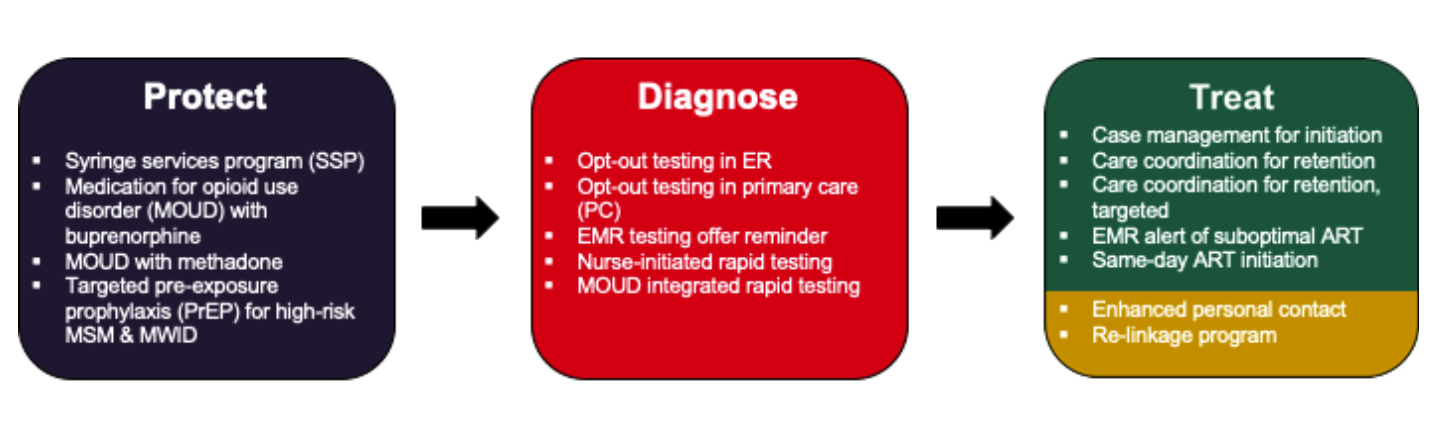 Protect
▪ Syringe services program (SSP)
▪ Medication for opioid use
disorder (MOUD) with
buprenorphine
▪ MOUD with methadone
▪ Targeted pre-exposure
prophylaxis (PrEP) for high-risk
MSM & MWID
Diagnose
▪ Opt-out testing in ER
▪ Opt-out testing in primary care
(PC)
▪ EMR testing offer reminder
▪ Nurse-initiated rapid testing
▪ MOUD integrated rapid testing
Treat
▪ Case management for initiation
▪ Care coordination for retention
▪ Care coordination for retention,
targeted
▪ EMR alert of suboptimal ART
▪ Same-day ART initiation
▪ Enhanced personal contact
▪ Re-linkage program